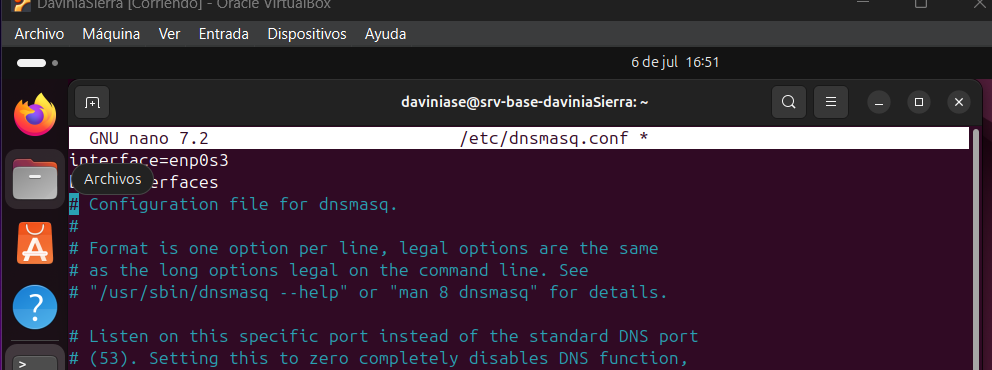 DaviniaSierra [Corriendo] - Oracle VirtualBox
Archivo Máquina Ver Entrada Dispositivos Ayuda
6 de jul 16:51
daviniase@srv-base-daviniaSierra: ~
GNU nano 7.2 /etc/dnsmasq.conf *
interface=enp0s3
erfaces
Archivos
# Configuration file for dnsmasq.
#
# Format is one option per line, legal options are the same
# as the long options legal on the command line. See
# "/usr/sbin/dnsmasq --help" or "man 8 dnsmasq" for details.
# Listen on this specific port instead of the standard DNS port
# (53). Setting this to zero completely disables DNS function,